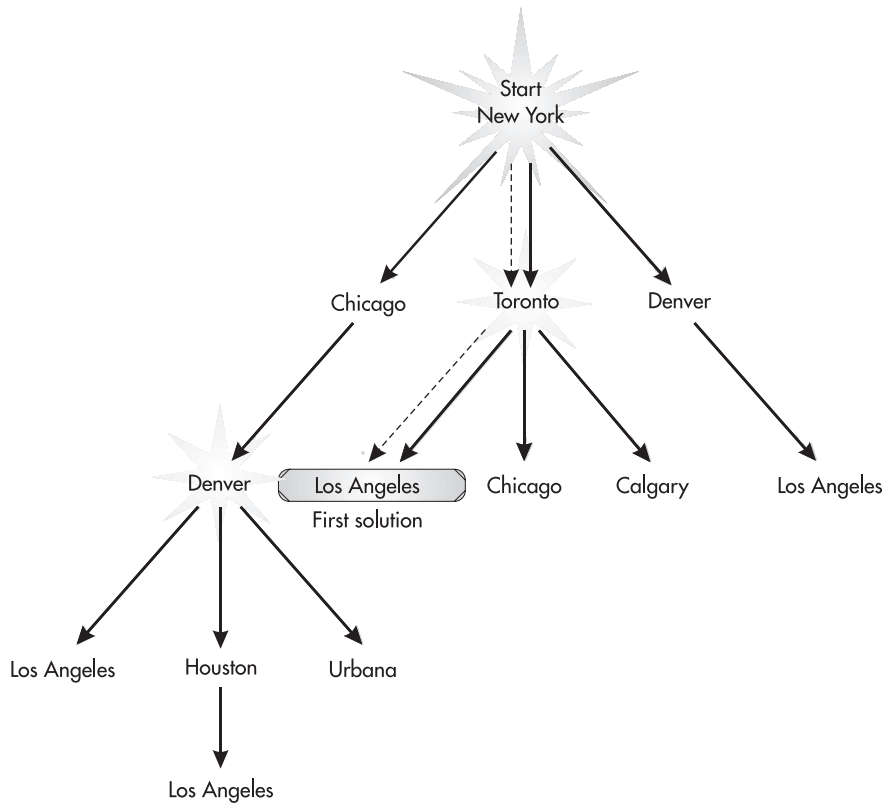 Start
New York
Chicago
Toronto
Denver
Denver
Los Angeles
Chicago
Calgary
Los Angeles
First solution
Los Angeles
Houston
Urbana
Los Angeles